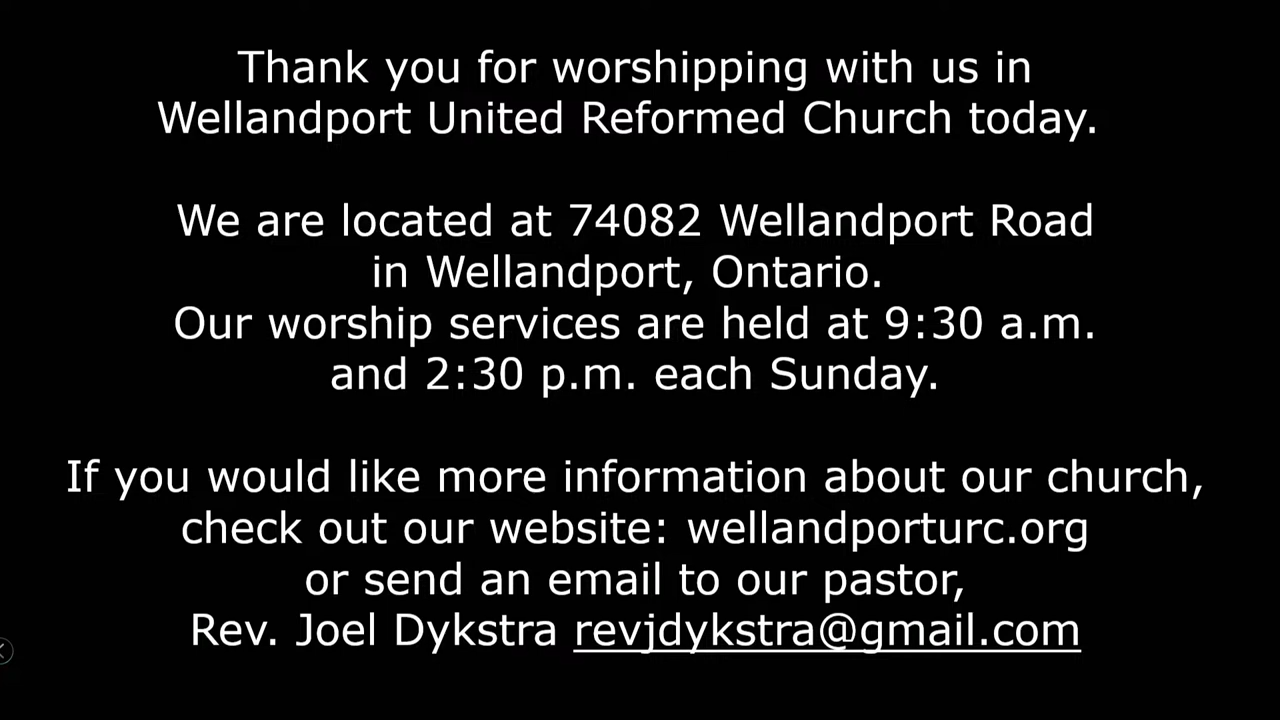 Thank you for worshipping with us in
Wellandport United Reformed Church today.
We are located at 74082 Wellandport Road
in Wellandport, Ontario.
Our worship services are held at 9:30 a.m.
and 2:30 p.m. each Sunday.
If you would like more information about our church,
check out our website: wellandporturc.org
or send an email to our pastor,
Rev. Joel Dykstra revjdykstra@gmail.com